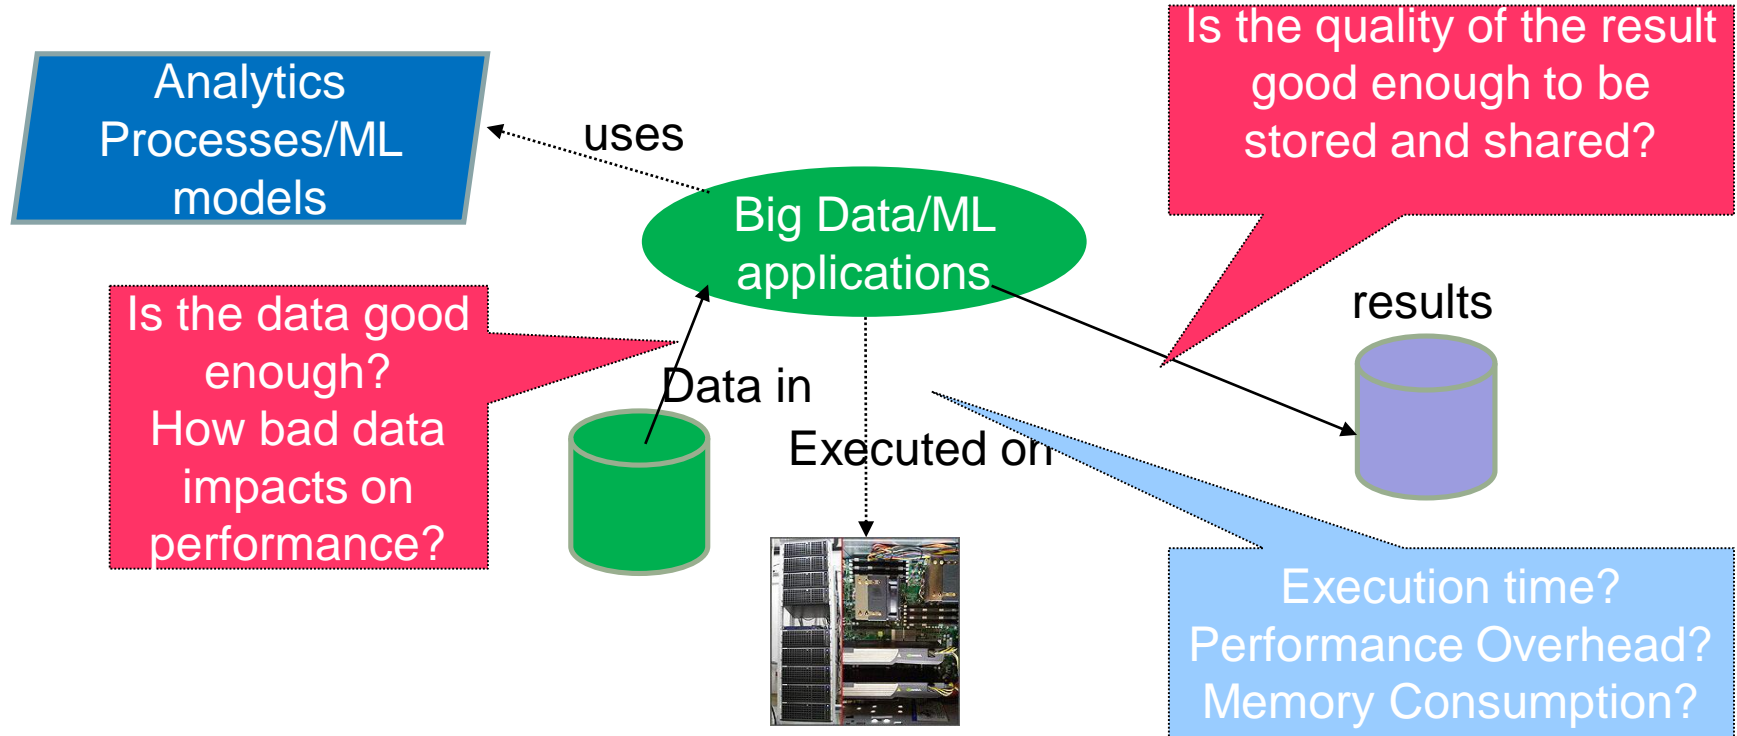 Analytics
Processes/ML
models
uses
Big Data/ML
applications
Is the quality of the result
good enough to be
stored and shared?
Is the data good
enough?
How bad data
impacts on
performance?
Data in
Executed on
results
Execution time?
Performance Overhead?
Memory Consumption?